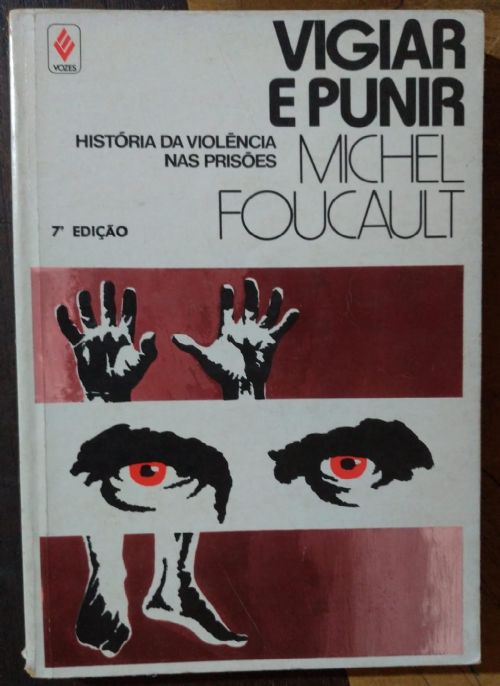 VOZES
VIGIAR
E PUNIR
HISTÓRIA DA VIOLÊNCIA
NAS PRISÕES
MICHEL
FOUCAULT
7ª EDIÇÃO